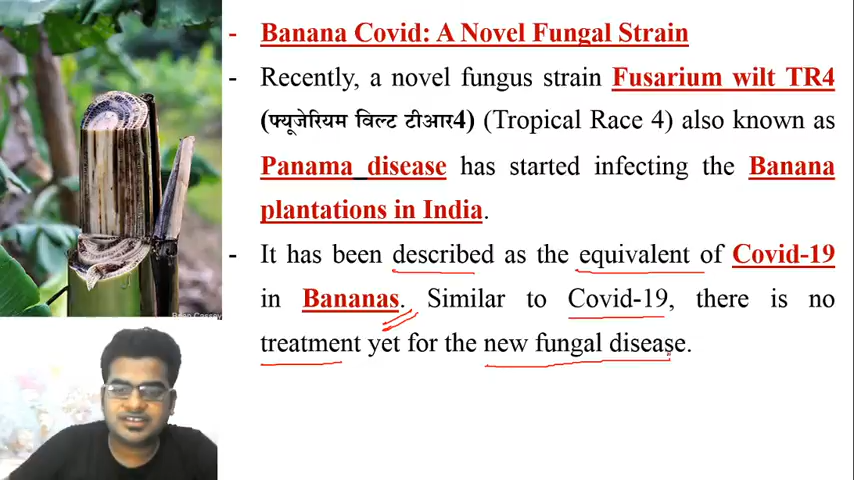 - Banana Covid: A Novel Fungal Strain
- Recently, a novel fungus strain Fusarium wilt TR4
(फ्यूजेरियम विल्ट टीआर4) (Tropical Race 4) also known as
Panama disease has started infecting the Banana
plantations in India.
- It has been described as the equivalent of Covid-19
in Bananas. Similar to Covid-19, there is no
treatment yet for the new fungal disease.